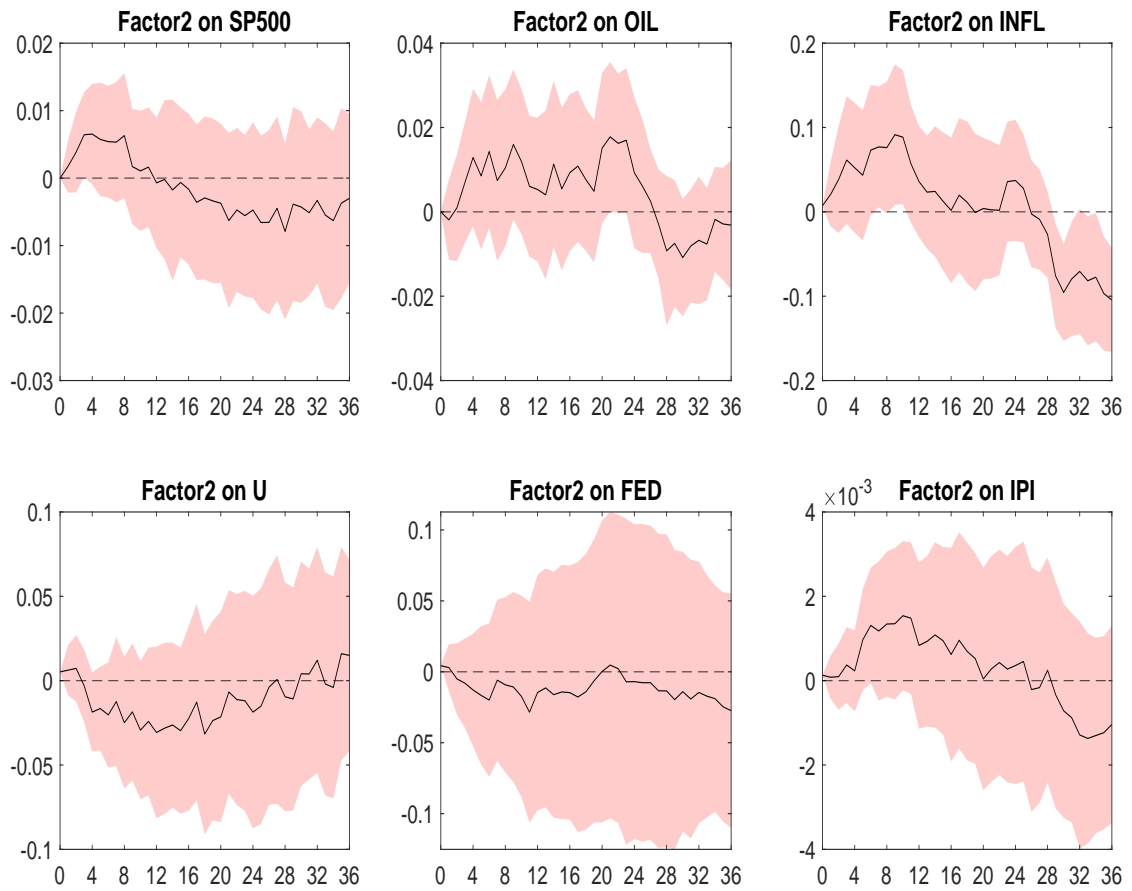 Factor2 on SP500
0.02
0.01
0
-0.01
-0.02
-0.03
0 4 8 12 16 20 24 28 32 36
Factor2 on OIL
0.04
0.02
0
-0.02
-0.04
0 4 8 12 16 20 24 28 32 36
Factor2 on INFL
0.2
0.1
0
-0.1
-0.2
0 4 8 12 16 20 24 28 32 36
Factor2 on U
0.1
0.05
0
-0.05
-0.1
0 4 8 12 16 20 24 28 32 36
Factor2 on FED
0.1
0.05
0
-0.05
-0.1
0 4 8 12 16 20 24 28 32 36
Factor2 on IPI
×10⁻³
4
2
0
-2
-4
0 4 8 12 16 20 24 28 32 36